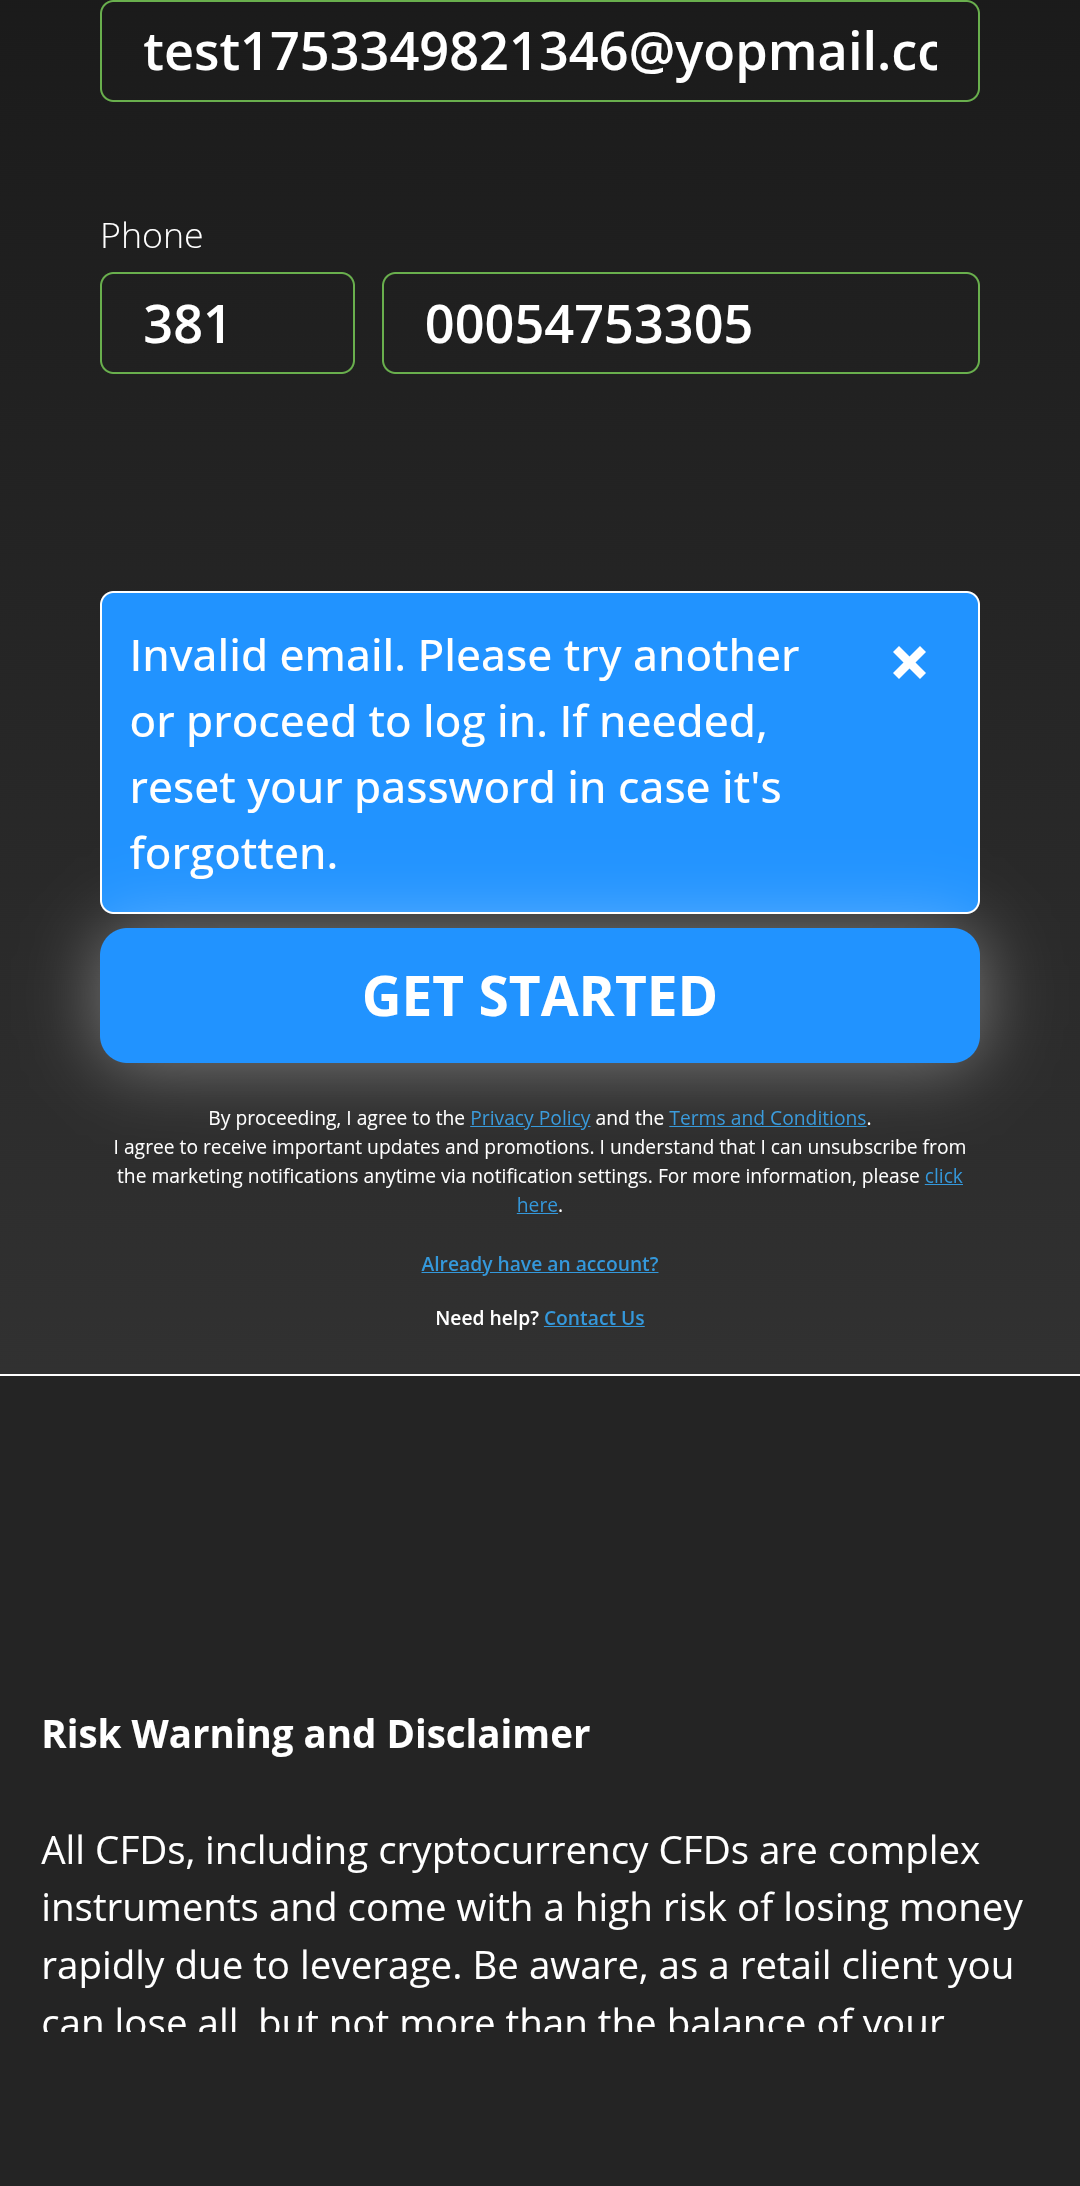 test1753349821346@yopmail.cc
Phone
381
00054753305
Invalid email. Please try another
or proceed to log in. If needed,
reset your password in case it's
forgotten.
GET STARTED
By proceeding, I agree to the Privacy Policy and the Terms and Conditions.
I agree to receive important updates and promotions. I understand that I can unsubscribe from
the marketing notifications anytime via notification settings. For more information, please click
here.
Already have an account?
Need help? Contact Us
Risk Warning and Disclaimer
All CFDs, including cryptocurrency CFDs are complex
instruments and come with a high risk of losing money
rapidly due to leverage. Be aware, as a retail client you
can lose all, but not more than the balance of your